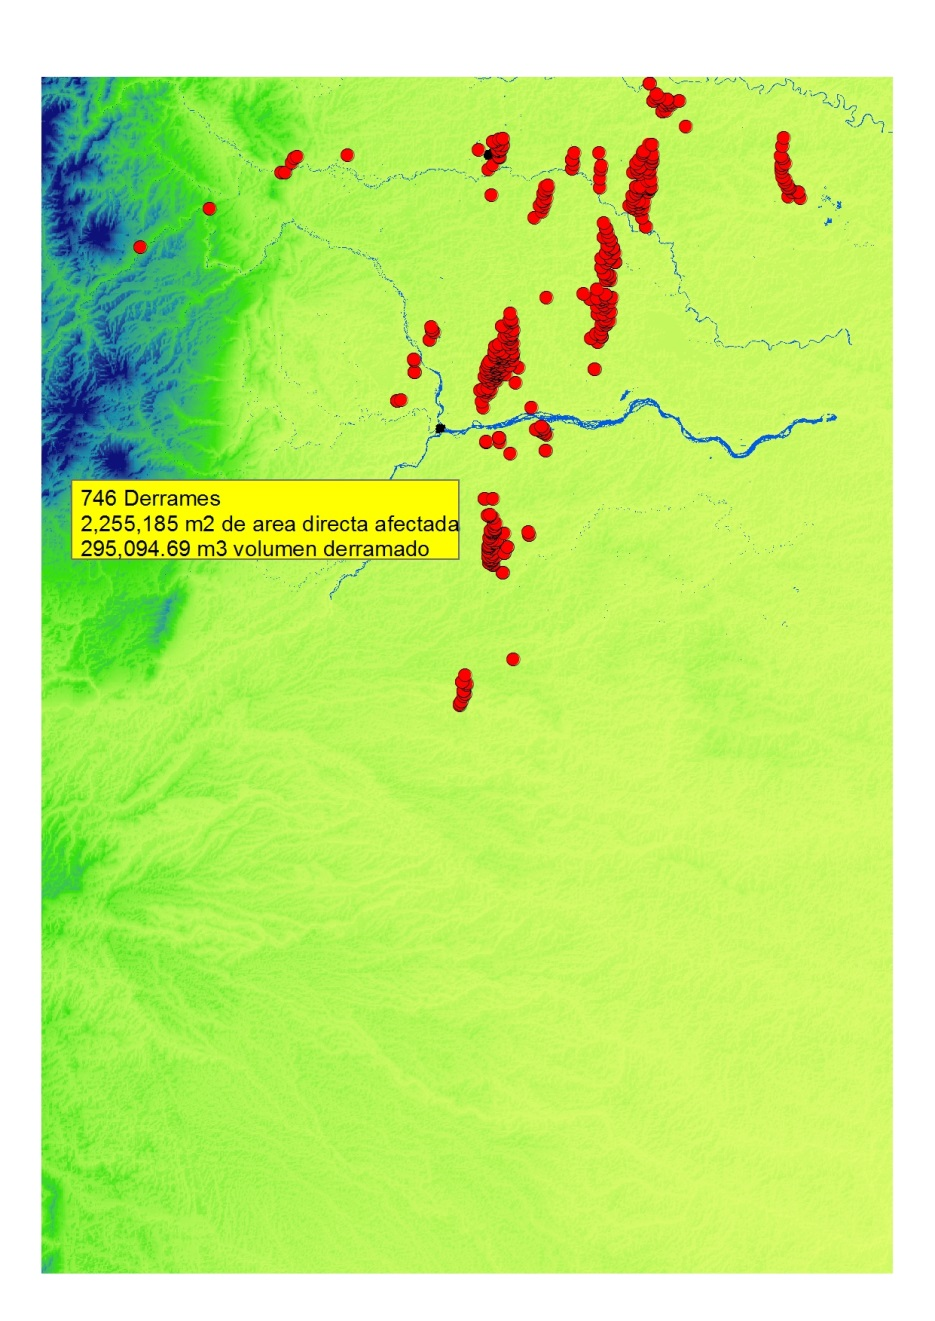 746 Derrames
2,255,185 m2 de area directa afectada
295,094.69 m3 volumen derramado